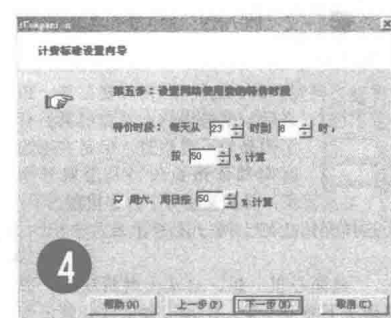 计费标准设置向导
第五步：设置网络使用费的特价时段
特价时段：每天从 23 时到 8 时，
按 50 % 计算
周六、周日按 50 % 计算
4
帮助(H) 上一步(P) 下一步(N) 取消(C)